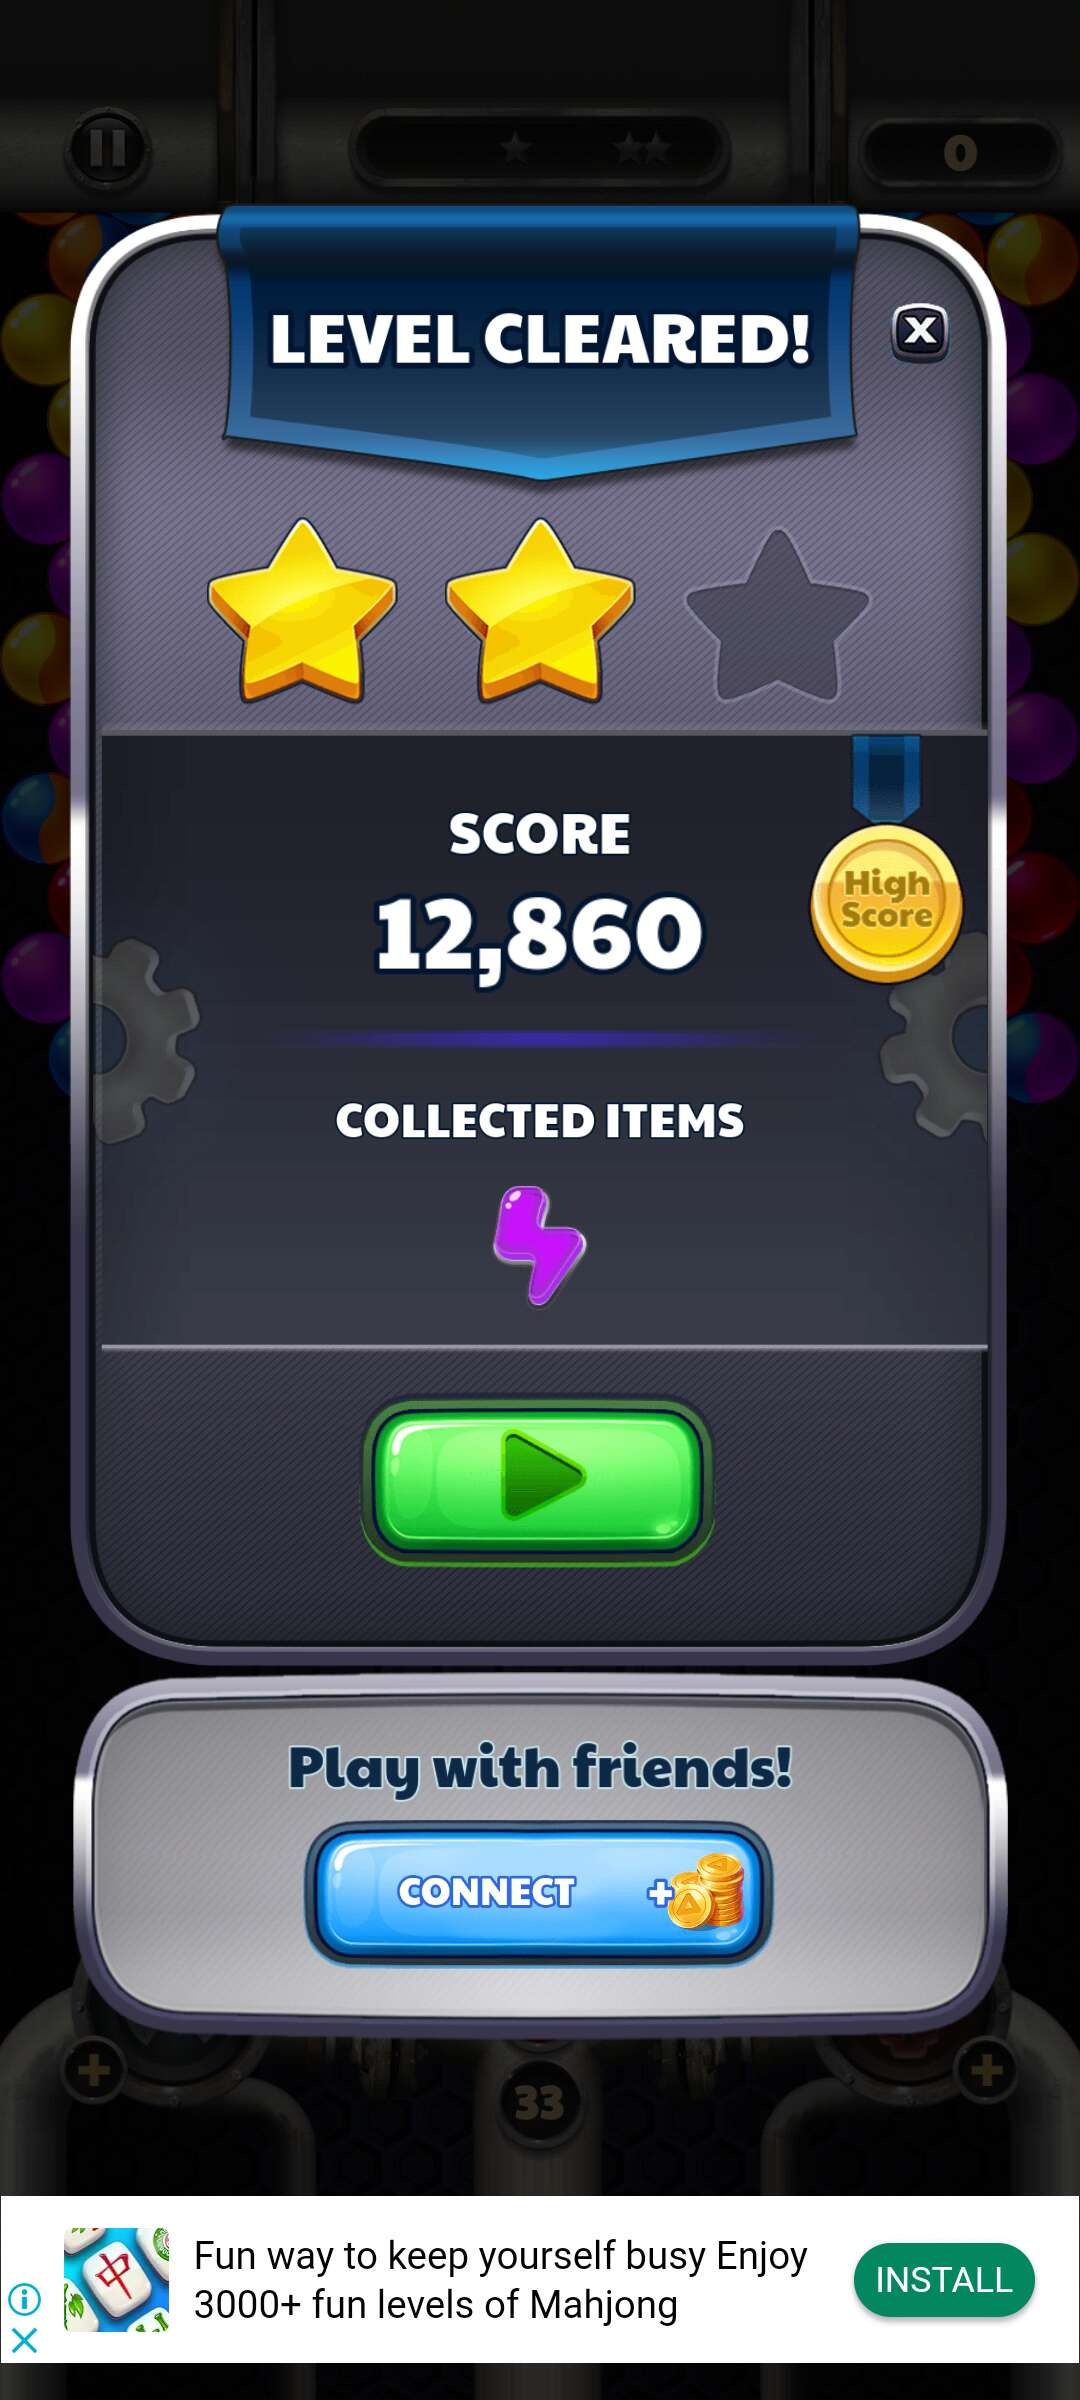 0
LEVEL CLEARED!
X
SCORE
12,860
High
Score
COLLECTED ITEMS
Play with friends!
CONNECT +
33
中
Fun way to keep yourself busy Enjoy
3000+ fun levels of Mahjong
INSTALL